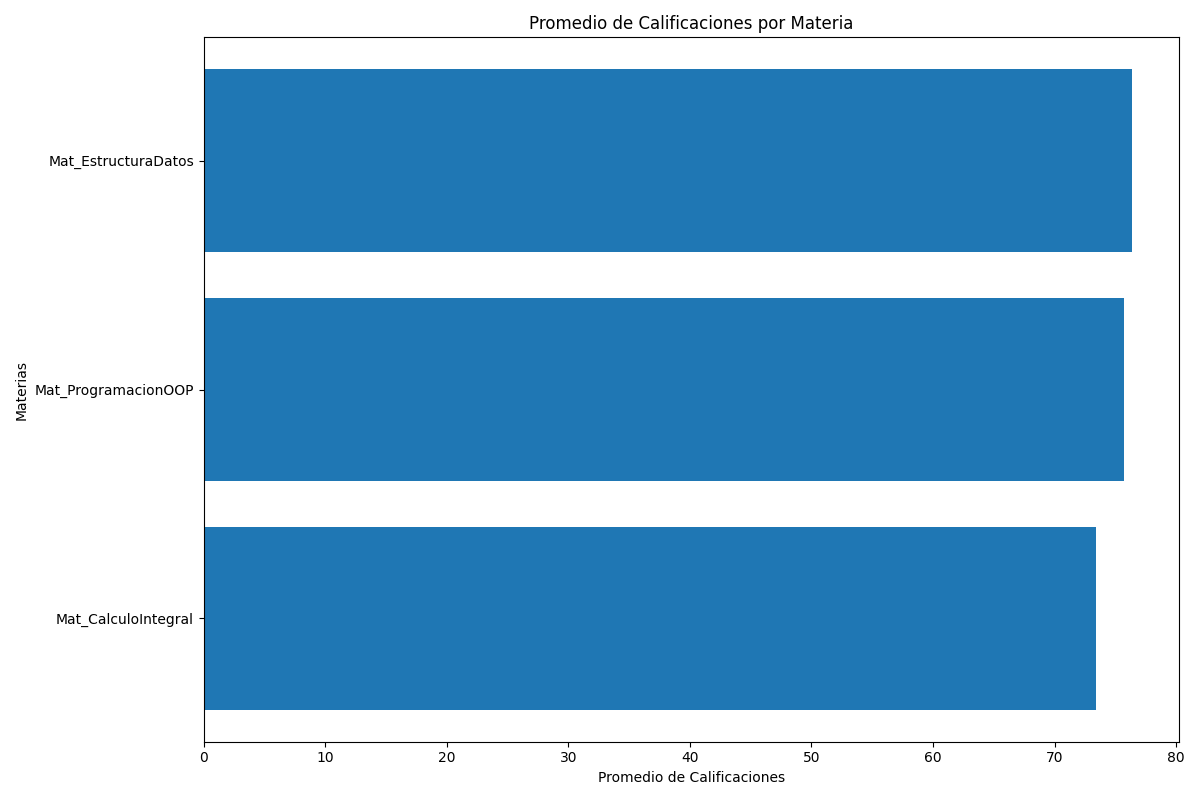 Promedio de Calificaciones por Materia
Mat_EstructuraDatos
Mat_ProgramacionOOP
Mat_CalculoIntegral
Materias
0 10 20 30 40 50 60 70 80
Promedio de Calificaciones